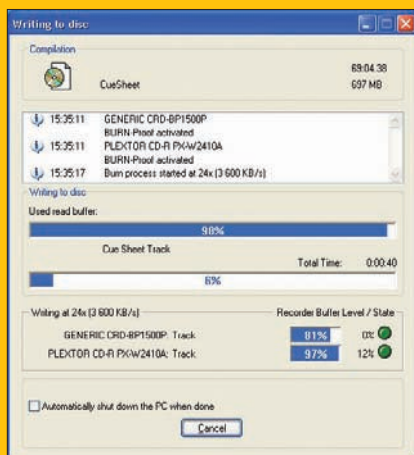 Writing to disc
Compilation
CueSheet
69:04.38
697 MB
15:35:11 GENERIC CRD-BP1500P
BURN-Proof activated
15:35:11 PLEXTOR CD-R PX-W2410A
BURN-Proof activated
15:35:17 Burn process started at 24x (3 600 KB/s)
Writing to disc
Used read buffer:
98%
Cue Sheet Track
Total Time: 0:00:40
6%
Writing at 24x (3 600 KB/s) Recorder Buffer Level / State
GENERIC CRD-BP1500P: Track 81% 0%
PLEXTOR CD-R PX-W2410A: Track 97% 12%
Automatically shut down the PC when done
Cancel